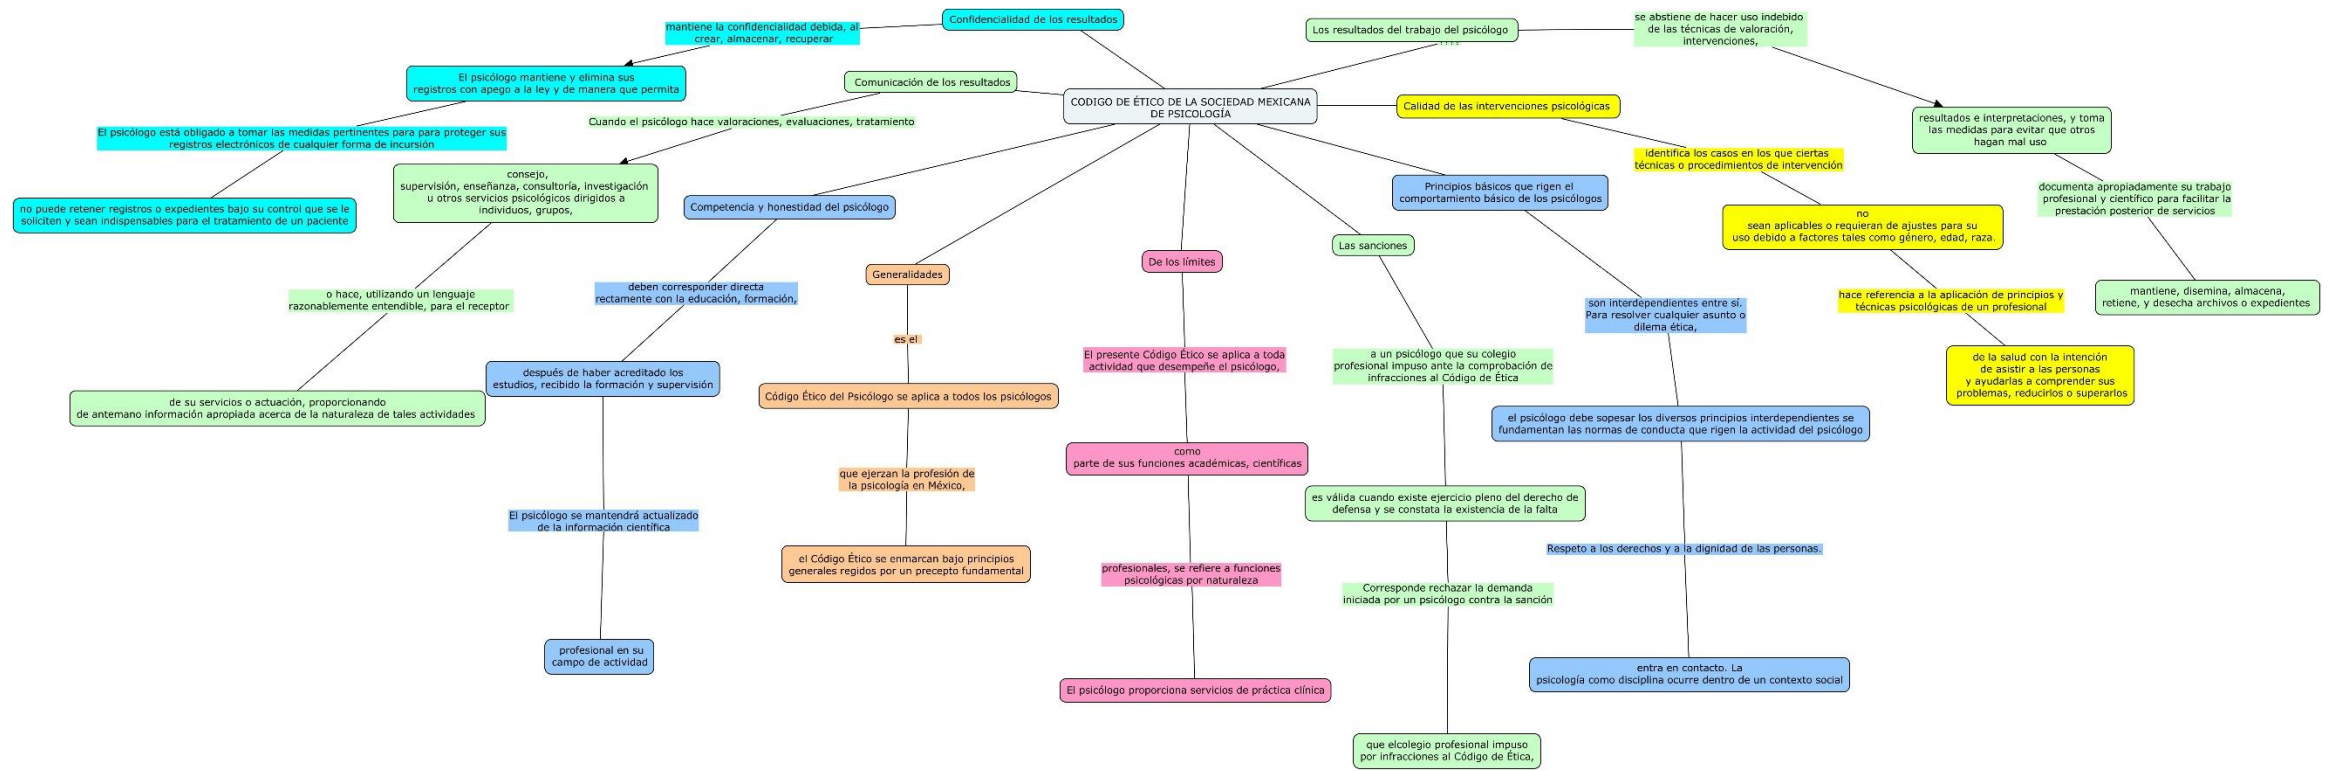 CODIGO DE ÉTICO DE LA SOCIEDAD MEXICANA
DE PSICOLOGÍA
Confidencialidad de los resultados
mantiene la confidencialidad debida, al
crear, almacenar, recuperar
El psicólogo mantiene y elimina sus
registros con apego a la ley y de manera que permita
El psicólogo está obligado a tomar las medidas pertinentes para para proteger sus
registros electrónicos de cualquier forma de incursión
no puede retener registros o expedientes bajo su control que se le
soliciten y sean indispensables para el tratamiento de un paciente
Comunicación de los resultados
Cuando el psicólogo hace valoraciones, evaluaciones, tratamiento
consejo,
supervisión, enseñanza, consultoría, investigación
u otros servicios psicológicos dirigidos a
individuos, grupos,
o hace, utilizando un lenguaje
razonablemente entendible, para el receptor
de su servicios o actuación, proporcionando
de antemano información apropiada acerca de la naturaleza de tales actividades
Competencia y honestidad del psicólogo
deben corresponder directa
rectamente con la educación, formación,
después de haber acreditado los
estudios, recibido la formación y supervisión
El psicólogo se mantendrá actualizado
de la información científica
profesional en su
campo de actividad
Generalidades
es el
Código Ético del Psicólogo se aplica a todos los psicólogos
que ejerzan la profesión de
la psicología en México,
el Código Ético se enmarcan bajo principios
generales regidos por un precepto fundamental
De los límites
El presente Código Ético se aplica a toda
actividad que desempeñe el psicólogo,
como
parte de sus funciones académicas, científicas
profesionales, se refiere a funciones
psicológicas por naturaleza
El psicólogo proporciona servicios de práctica clínica
Las sanciones
a un psicólogo que su colegio
profesional impuso ante la comprobación de
infracciones al Código de Ética
es válida cuando existe ejercicio pleno del derecho de
defensa y se constata la existencia de la falta
Corresponde rechazar la demanda
iniciada por un psicólogo contra la sanción
que elcolegio profesional impuso
por infracciones al Código de Ética,
Principios básicos que rigen el
comportamiento básico de los psicólogos
son interdependientes entre sí.
Para resolver cualquier asunto o
dilema ética,
el psicólogo debe sopesar los diversos principios interdependientes se
fundamentan las normas de conducta que rigen la actividad del psicólogo
Respeto a los derechos y a la dignidad de las personas.
entra en contacto. La
psicología como disciplina ocurre dentro de un contexto social
Calidad de las intervenciones psicológicas
identifica los casos en los que ciertas
técnicas o procedimientos de intervención
no
sean aplicables o requieran de ajustes para su
uso debido a factores tales como género, edad, raza.
hace referencia a la aplicación de principios y
técnicas psicológicas de un profesional
de la salud con la intención
de asistir a las personas
y ayudarlas a comprender sus
problemas, reducirlos o superarlos
Los resultados del trabajo del psicólogo
????
se abstiene de hacer uso indebido
de las técnicas de valoración,
intervenciones,
resultados e interpretaciones, y toma
las medidas para evitar que otros
hagan mal uso
documenta apropiadamente su trabajo
profesional y científico para facilitar la
prestación posterior de servicios
mantiene, disemina, almacena,
retiene, y desecha archivos o expedientes